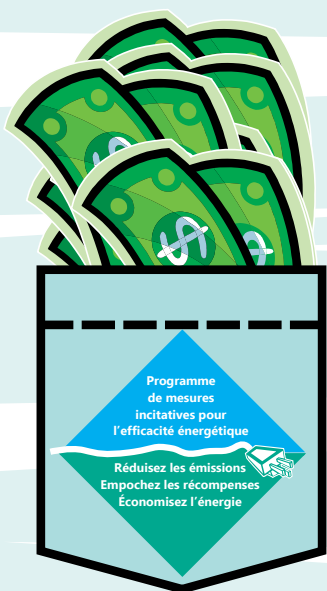 Programme
de mesures
incitatives pour
l'efficacité énergétique
Réduisez les émissions
Empochez les récompenses
Économisez l'énergie